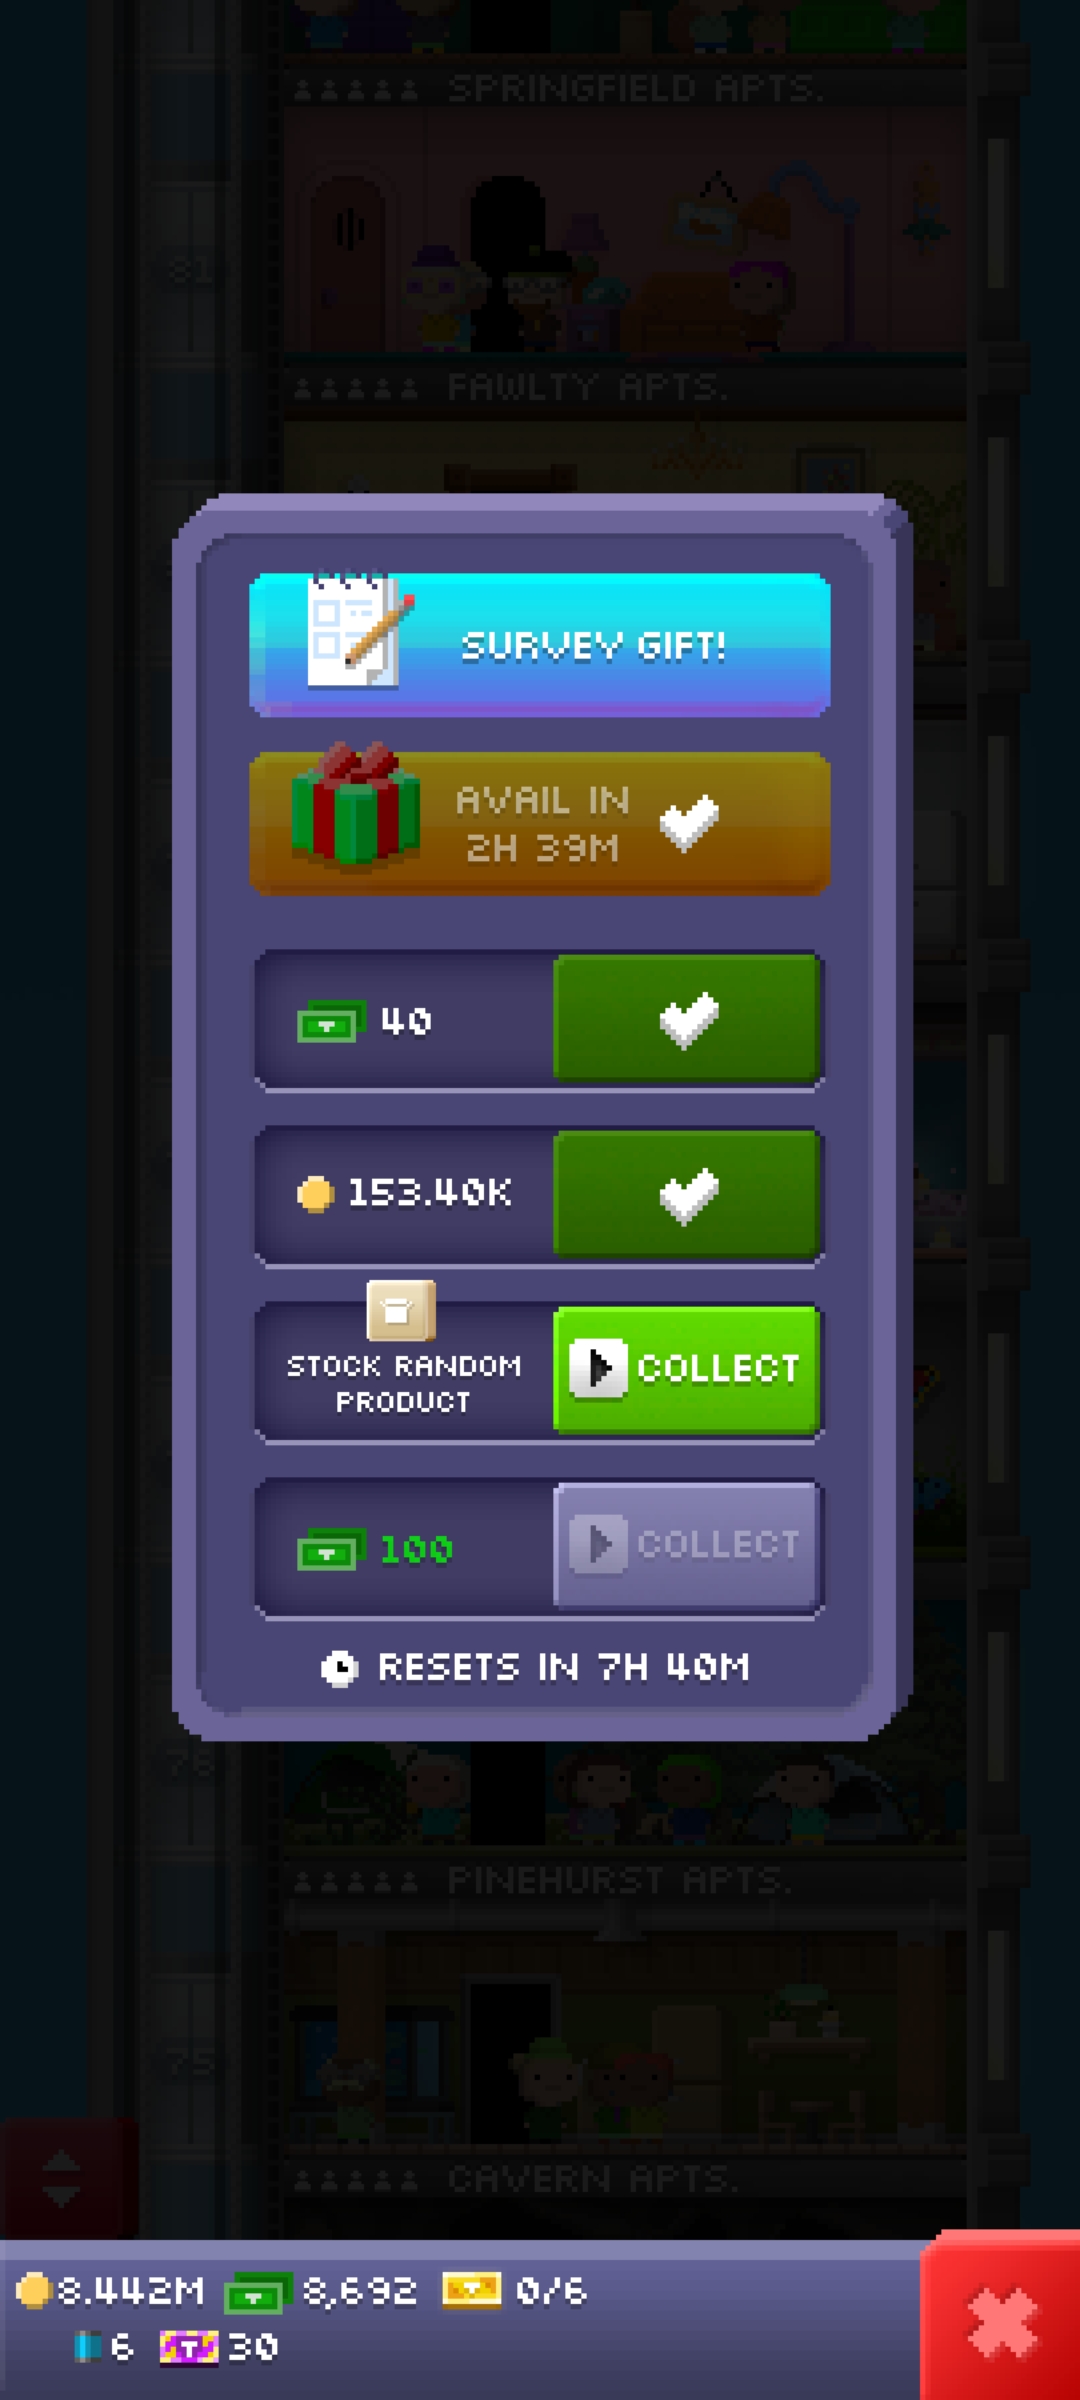 SPRINGFIELD APTS.
81
FAWLTY APTS.
SURVEY GIFT!
AVAIL IN
2H 39M
40
153.40K
STOCK RANDOM
PRODUCT
COLLECT
100
COLLECT
RESETS IN 7H 40M
76
PINEHURST APTS.
75
CAVERN APTS.
8.442M 8,692 0/6
6 30